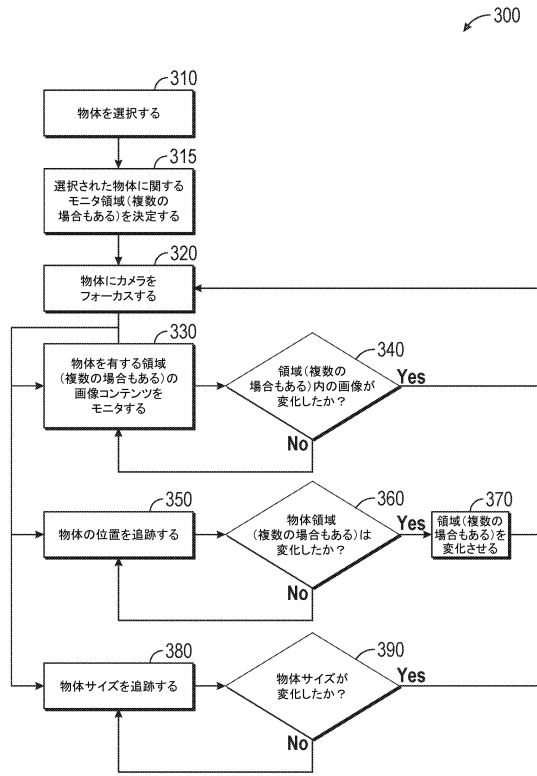 300
310
物体を選択する
315
選択された物体に関する
モニタ領域(複数の
場合もある)を決定する
320
物体にカメラを
フォーカスする
330
物体を有する領域
(複数の場合もある)の
画像コンテンツを
モニタする
340
領域(複数の
場合もある)内の画像が
変化したか?
Yes
No
350
物体の位置を追跡する
360
物体領域
(複数の場合もある)は
変化したか?
Yes
No
370
領域(複数の
場合もある)を
変化させる
380
物体サイズを追跡する
390
物体サイズが
変化したか?
Yes
No